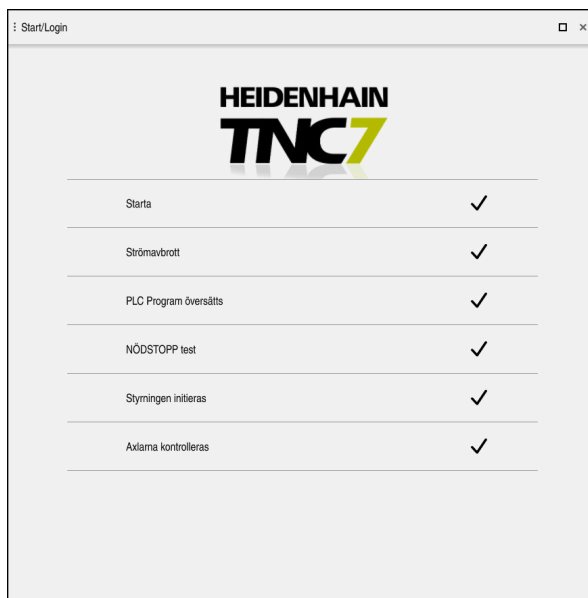 Start/Login
HEIDENHAIN
TNC7
Starta
Strömavbrott
PLC Program översätts
NÖDSTOPP test
Styrningen initieras
Axlarna kontrolleras